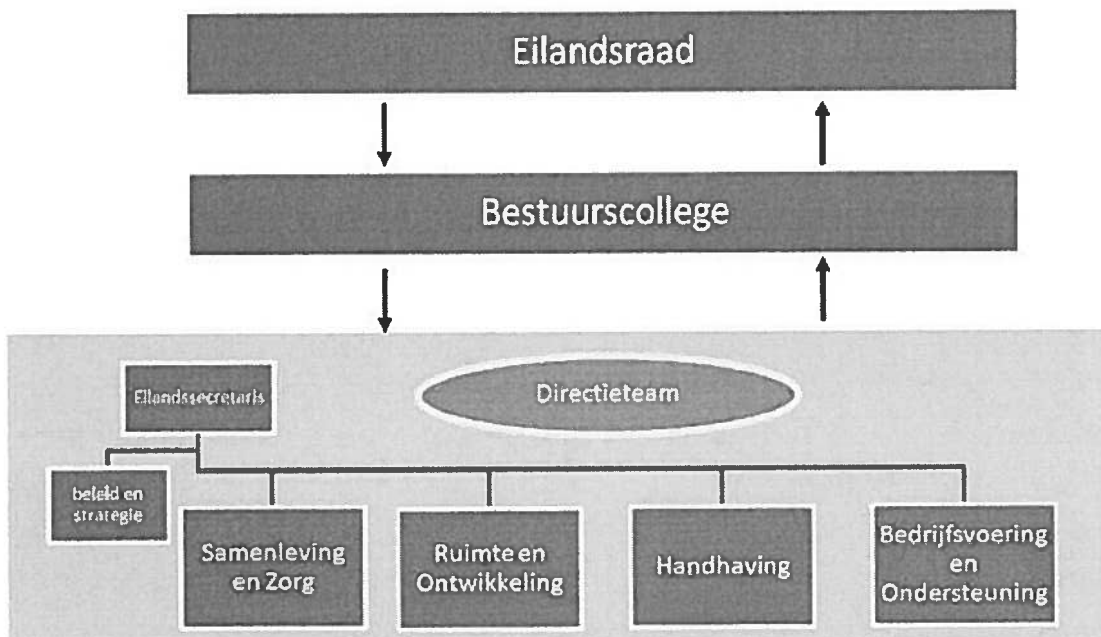 Eilandsraad
Bestuurscollege
Eilandssecretaris
Directieteam
beleid en
strategie
Samenleving
en Zorg
Ruimte en
Ontwikkeling
Handhaving
Bedrijfsvoering
en
Ondersteuning